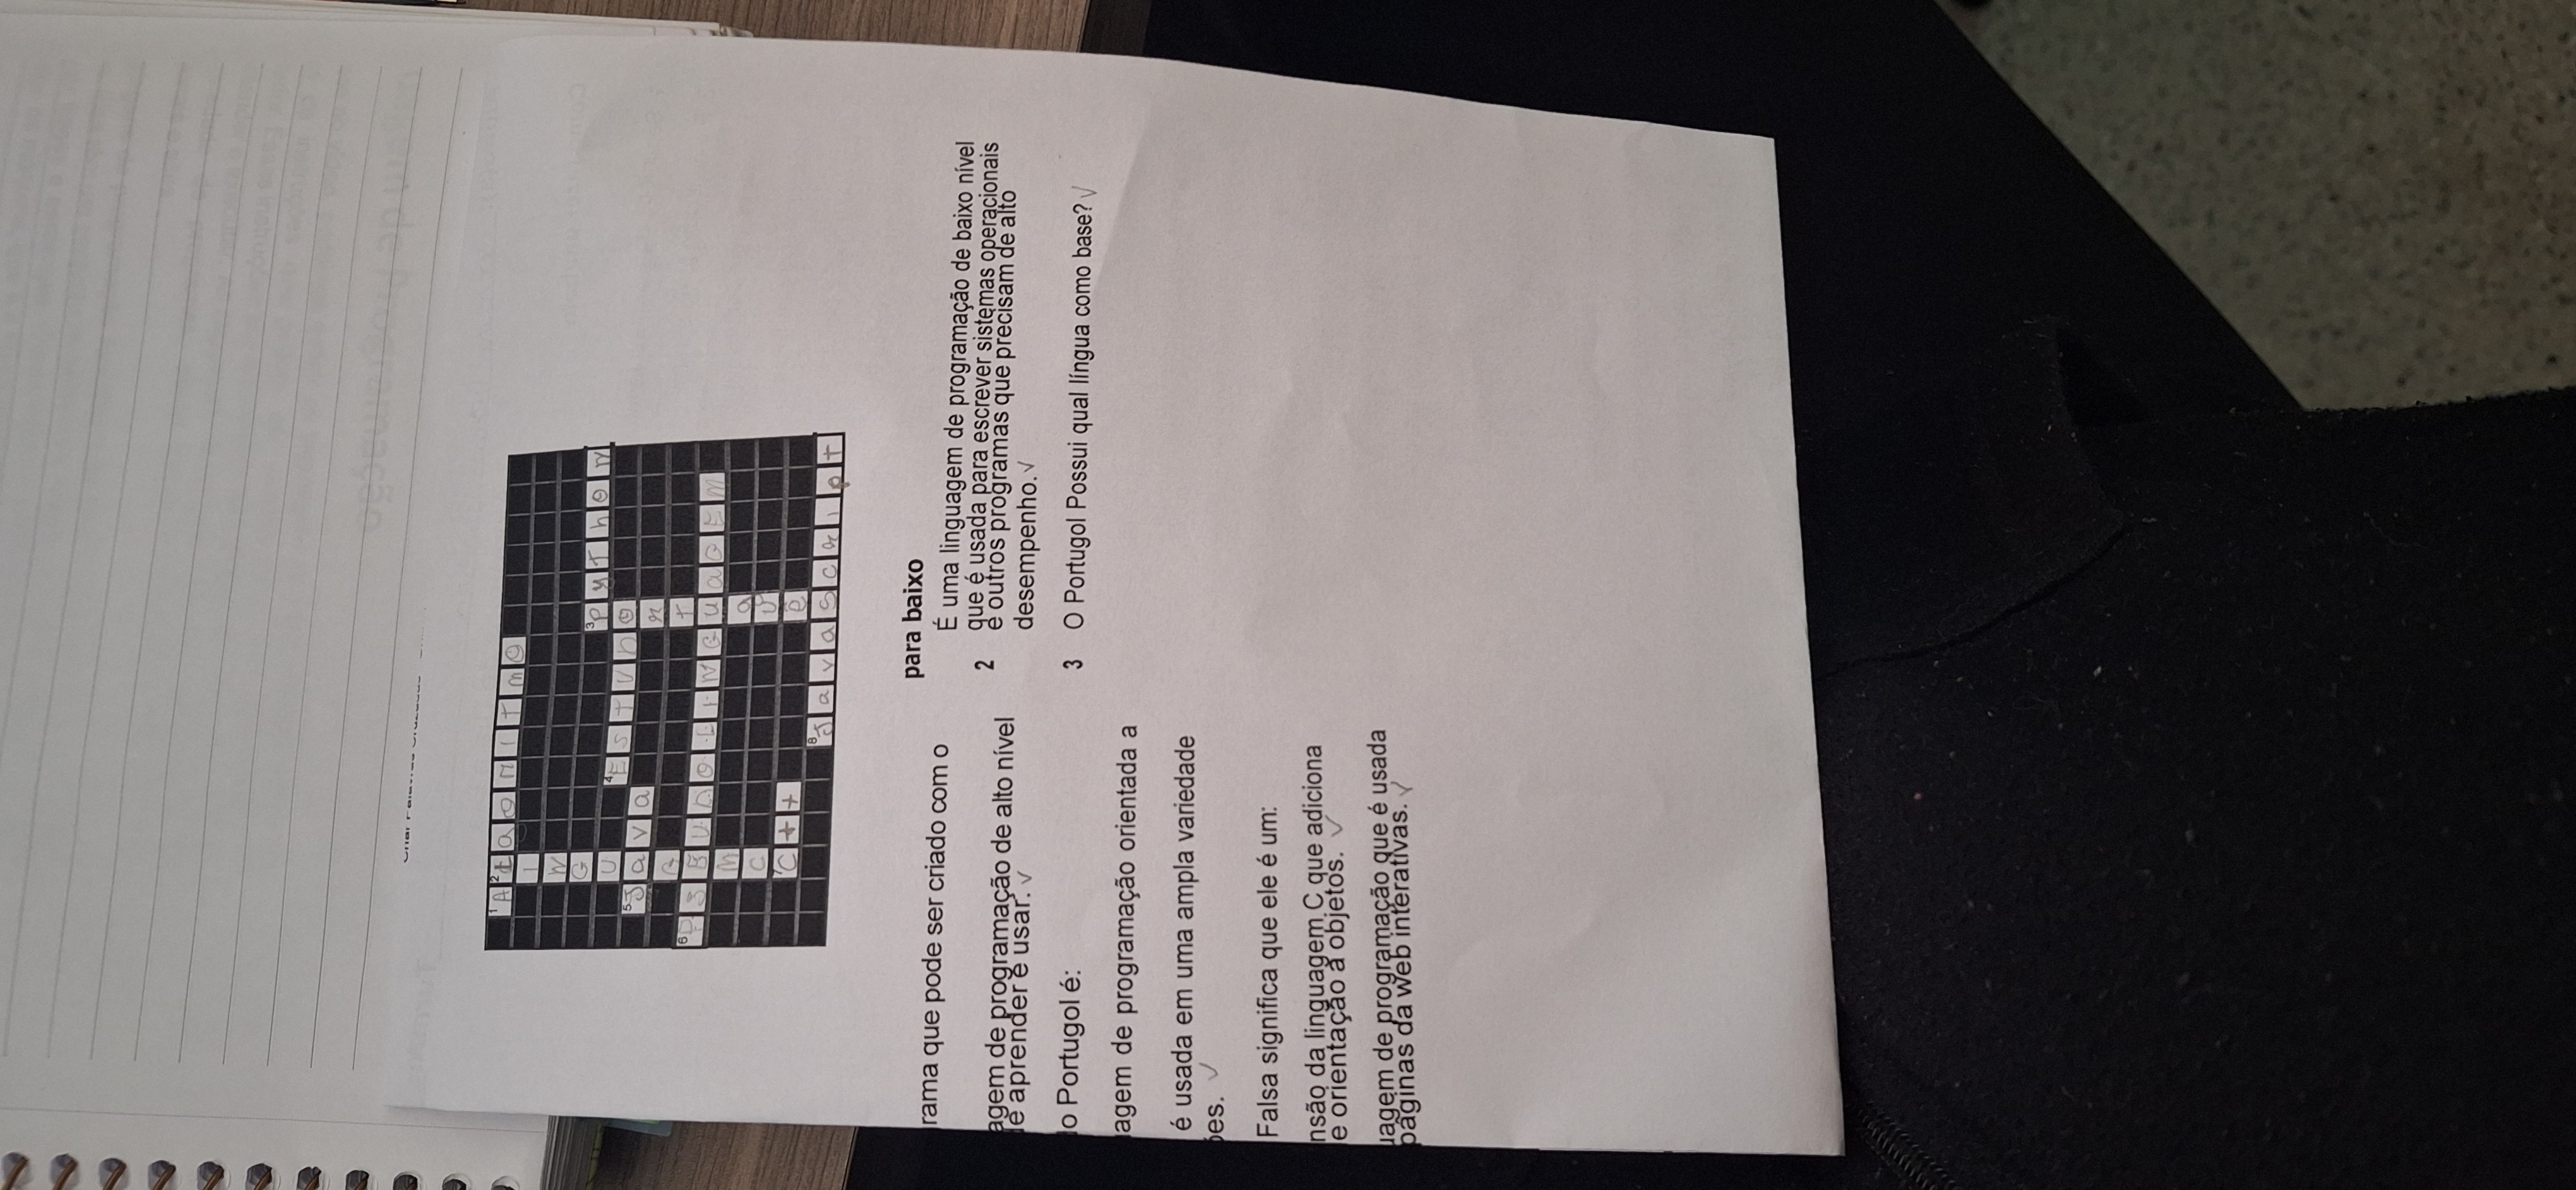 1 A 2 L g o r i t m o
I
N
G
3 P y T h o n
U 4 E S T U D o
5 J a v a r
G t
6 P S E U D O L I N G U A G E M
M g
C u
C + + ê
8 J a v a S c r i p t
para baixo
rama que pode ser criado com o
agem de programação de alto nível
e aprender e usar. √
lo Portugol é:
agem de programação orientada a
é usada em uma ampla variedade
ões. √
Falsa significa que ele é um:
nsão da linguagem C que adiciona
e orientação a objetos. √
uagem de programação que é usada
páginas da web interativas. √
É uma linguagem de programação de baixo nível
2 que é usada para escrever sistemas operacionais
e outros programas que precisam de alto
desempenho. √
3 O Portugol Possui qual língua como base? √